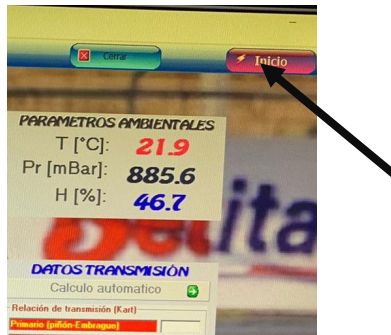 Cerrar
Inicio
PARAMETROS AMBIENTALES
T [°C]: 21.9
Pr [mBar]: 885.6
H [%]: 46.7
DATOS TRANSMISIÓN
Calculo automatico
Relación de transmisión (Kart)
Primario (piñón-Embrague)